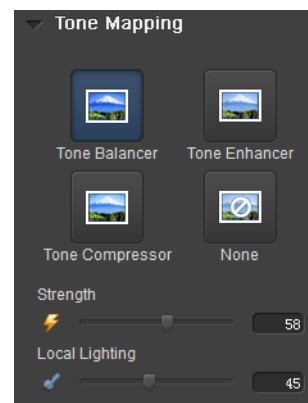 Tone Mapping
Tone Balancer Tone Enhancer
Tone Compressor None
Strength
58
Local Lighting
45